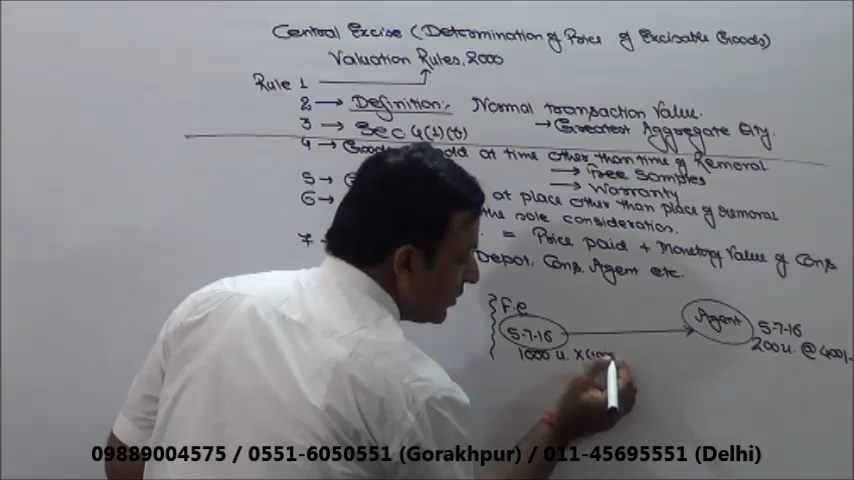 Central Excise (Determination of Price of Excisable Goods)
Valuation Rules, 2000
Rule 1
2 → Definition:, Normal transaction value.
→ Greatest Aggregate Qty.
3 → Sec 4(1)(b)
4 → Goods sold at time other than time of Removal
→ Free Samples
→ Warranty
5 → at place other than place of removal
6 → the sole consideration.
= Price paid + Monetary Value of Cons
7 Depot, Cons. Agent etc.
F.e
5-7-16
1000 u. X
Agent
5-7-16
200 u. @ 400/-
09889004575 / 0551-6050551 (Gorakhpur) / 011-45695551 (Delhi)